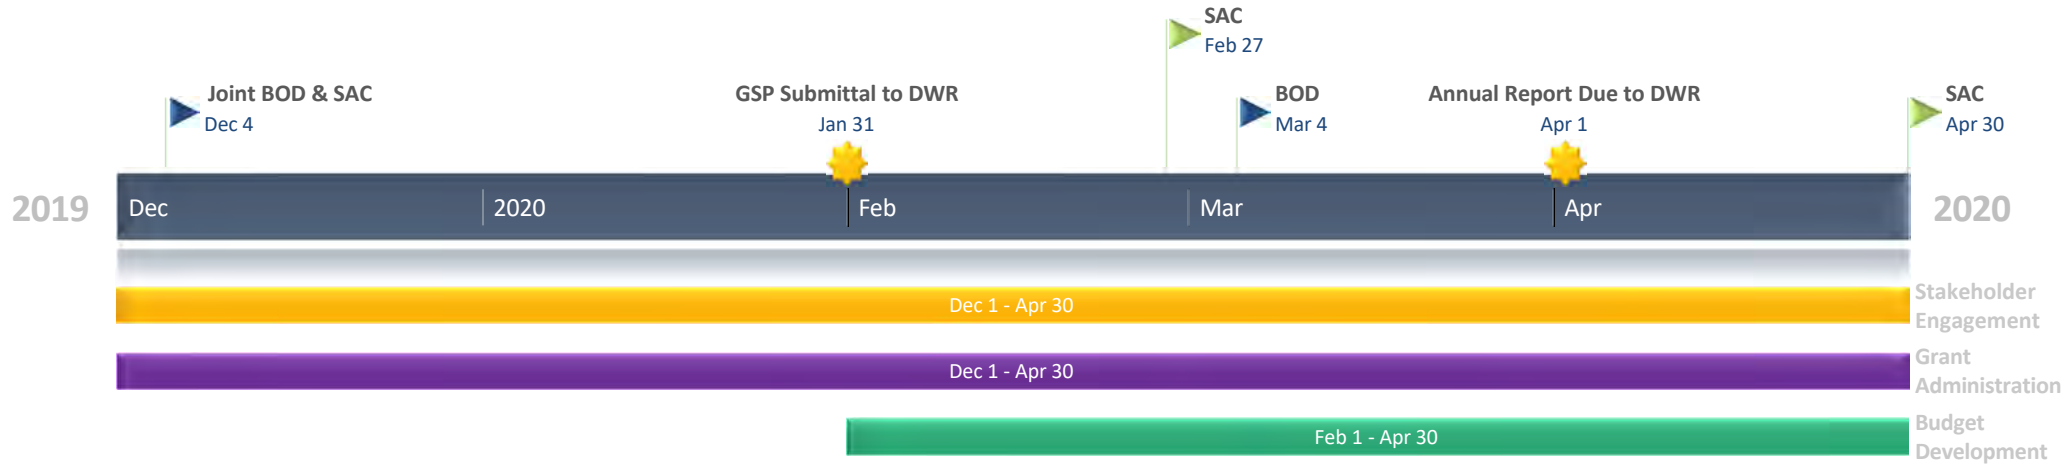 SAC
Feb 27
Joint BOD & SAC
Dec 4
GSP Submittal to DWR
Jan 31
BOD
Mar 4
Annual Report Due to DWR
Apr 1
SAC
Apr 30
2019
Dec
2020
Feb
Mar
Apr
2020
Dec 1 - Apr 30
Stakeholder
Engagement
Dec 1 - Apr 30
Grant
Administration
Feb 1 - Apr 30
Budget
Development